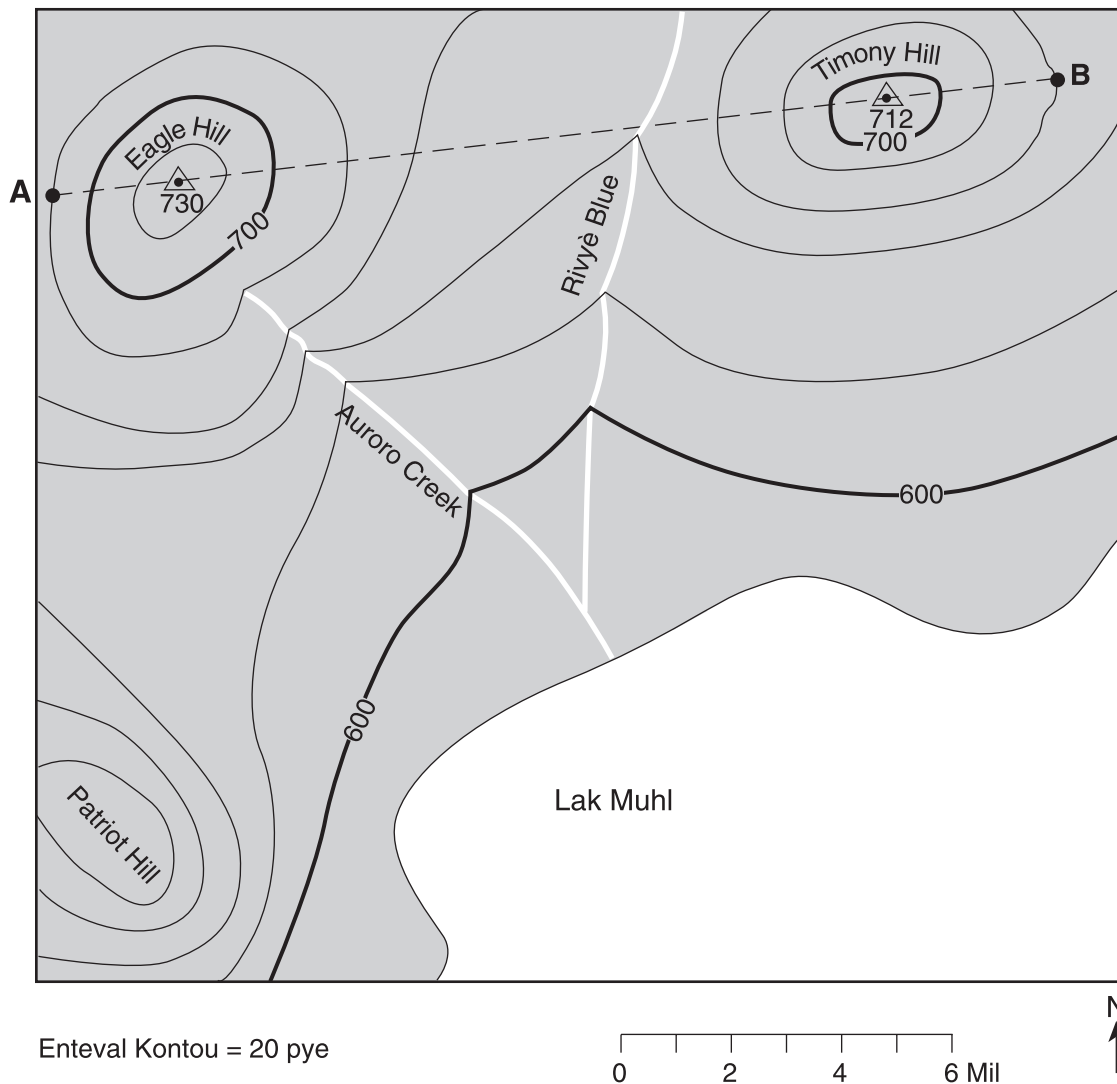 Timony Hill
B
712
700
Eagle Hill
A
730
700
Rivyè Blue
Auroro Creek
600
600
Lak Muhl
Patriot Hill
N
Enteval Kontou = 20 pye
0 2 4 6 Mil